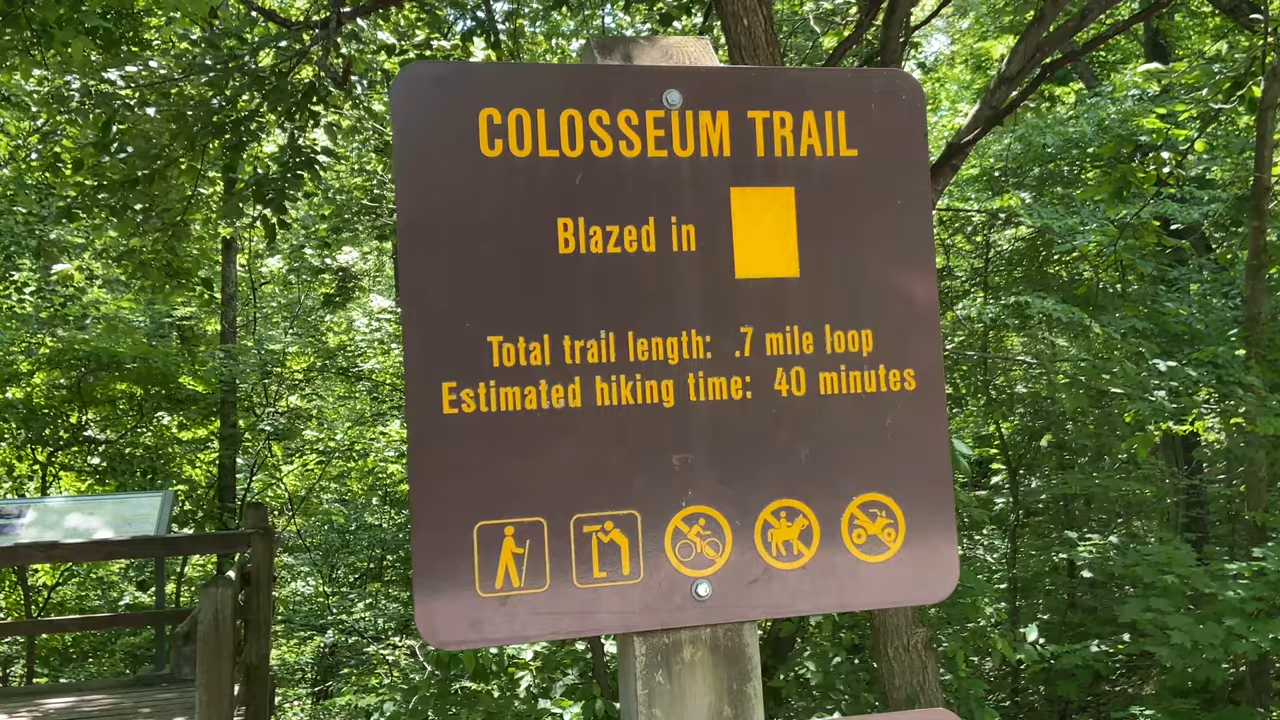 COLOSSEUM TRAIL
Blazed in
Total trail length: .7 mile loop
Estimated hiking time: 40 minutes